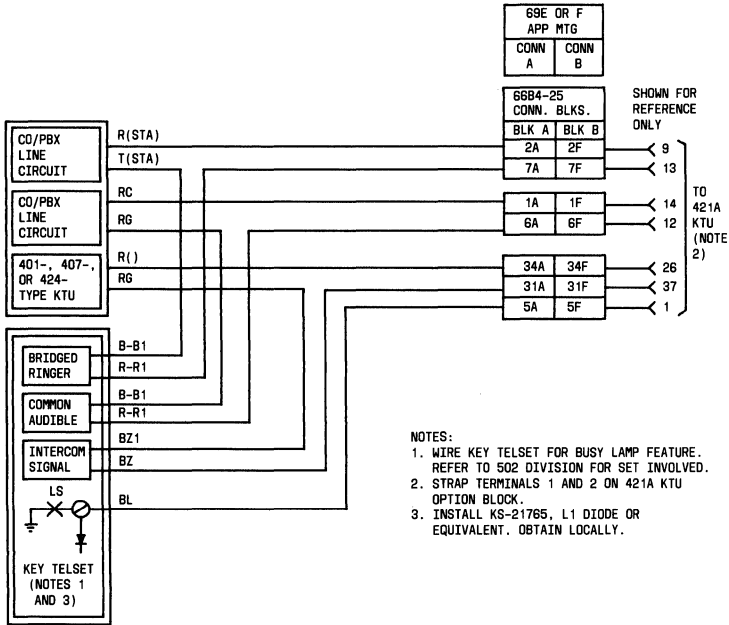 69E OR F
APP MTG
CONN A
CONN B
66B4-25
CONN. BLKS.
BLK A BLK B
SHOWN FOR
REFERENCE
ONLY
CO/PBX
LINE
CIRCUIT
R(STA)
T(STA)
2A 2F 9
7A 7F 13
CO/PBX
LINE
CIRCUIT
RC
RG
1A 1F 14
6A 6F 12
TO
421A
KTU
(NOTE
2)
401-, 407-,
OR 424-
TYPE KTU
R()
RG
34A 34F 26
31A 31F 37
5A 5F 1
BRIDGED
RINGER
B-B1
R-R1
COMMON
AUDIBLE
B-B1
R-R1
INTERCOM
SIGNAL
BZ1
BZ
LS
BL
KEY TELSET
(NOTES 1
AND 3)
NOTES:
1. WIRE KEY TELSET FOR BUSY LAMP FEATURE.
REFER TO 502 DIVISION FOR SET INVOLVED.
2. STRAP TERMINALS 1 AND 2 ON 421A KTU
OPTION BLOCK.
3. INSTALL KS-21765, L1 DIODE OR
EQUIVALENT. OBTAIN LOCALLY.